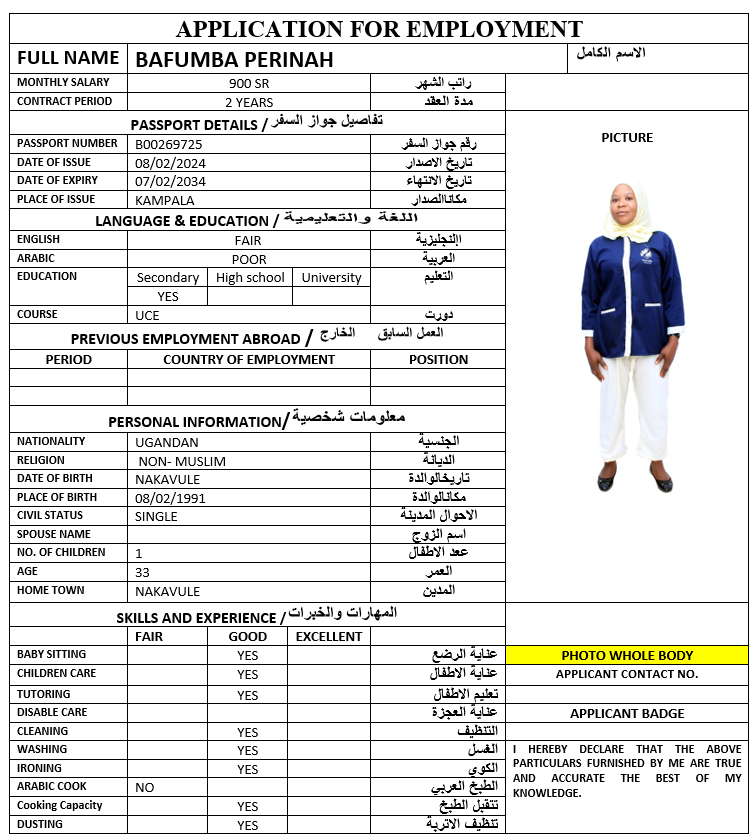 APPLICATION FOR EMPLOYMENT
FULL NAME BAFUMBA PERINAH الاسم الكامل
MONTHLY SALARY 900 SR راتب الشهر
CONTRACT PERIOD 2 YEARS مدة العقد
PASSPORT DETAILS / تفاصيل جواز السفر
PICTURE
PASSPORT NUMBER B00269725 رقم جواز السفر
DATE OF ISSUE 08/02/2024 تاريخ الاصدار
DATE OF EXPIRY 07/02/2034 تاريخ الانتهاء
PLACE OF ISSUE KAMPALA مكاناالصدار
LANGUAGE & EDUCATION / اللغة والتعليمية
ENGLISH FAIR اإلنجليزية
ARABIC POOR العربية
EDUCATION Secondary High school University التعليم
YES
COURSE UCE دورت
PREVIOUS EMPLOYMENT ABROAD / العمل السابق الخارج
PERIOD COUNTRY OF EMPLOYMENT POSITION
PERSONAL INFORMATION/ معلومات شخصية
NATIONALITY UGANDAN الجنسية
RELIGION NON- MUSLIM الديانة
DATE OF BIRTH NAKAVULE تاريخالوالدة
PLACE OF BIRTH 08/02/1991 مكانالوالدة
CIVIL STATUS SINGLE الاحوال المدينة
SPOUSE NAME اسم الزوج
NO. OF CHILDREN 1 عدد الاطفال
AGE 33 العمر
HOME TOWN NAKAVULE المدين
SKILLS AND EXPERIENCE / المهارات والخبرات
FAIR GOOD EXCELLENT
BABY SITTING YES عناية الرضع PHOTO WHOLE BODY
CHILDREN CARE YES عناية الاطفال APPLICANT CONTACT NO.
TUTORING YES تعليم الاطفال
DISABLE CARE عناية العجزة APPLICANT BADGE
CLEANING YES التنظيف
WASHING YES الغسل
IRONING YES الكوي
ARABIC COOK NO الطبخ العربي
Cooking Capacity YES تتقبل الطبخ
DUSTING YES تنظيف الاتربة
I HEREBY DECLARE THAT THE ABOVE
PARTICULARS FURNISHED BY ME ARE TRUE
AND ACCURATE THE BEST OF MY
KNOWLEDGE.